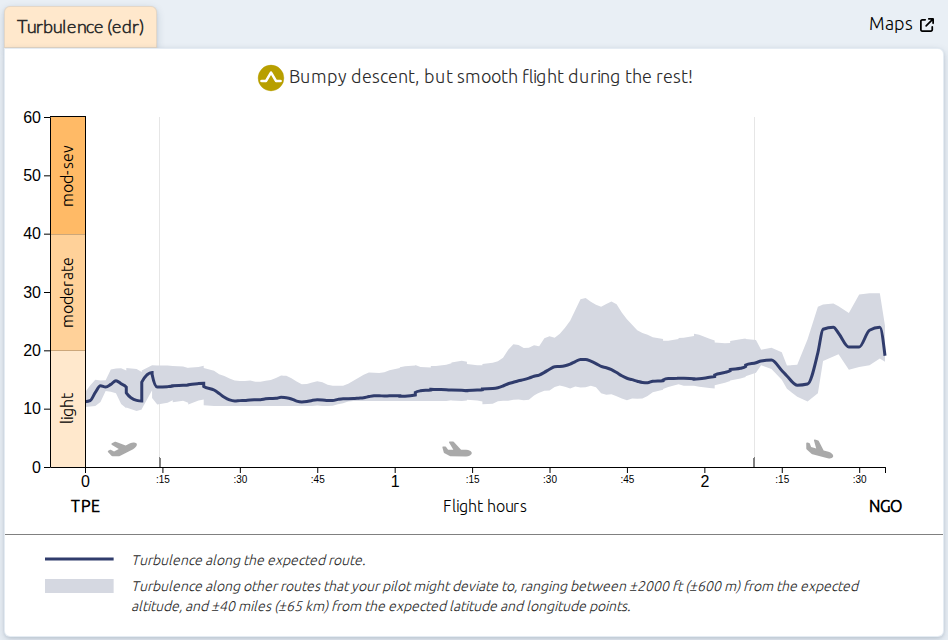 Turbulence (edr)
Maps
Bumpy descent, but smooth flight during the rest!
60
50
40
30
20
10
0
mod-sev
moderate
light
0 :15 :30 :45 1 :15 :30 :45 2 :15 :30
TPE Flight hours NGO
Turbulence along the expected route.
Turbulence along other routes that your pilot might deviate to, ranging between ±2000 ft (±600 m) from the expected
altitude, and ±40 miles (±65 km) from the expected latitude and longitude points.